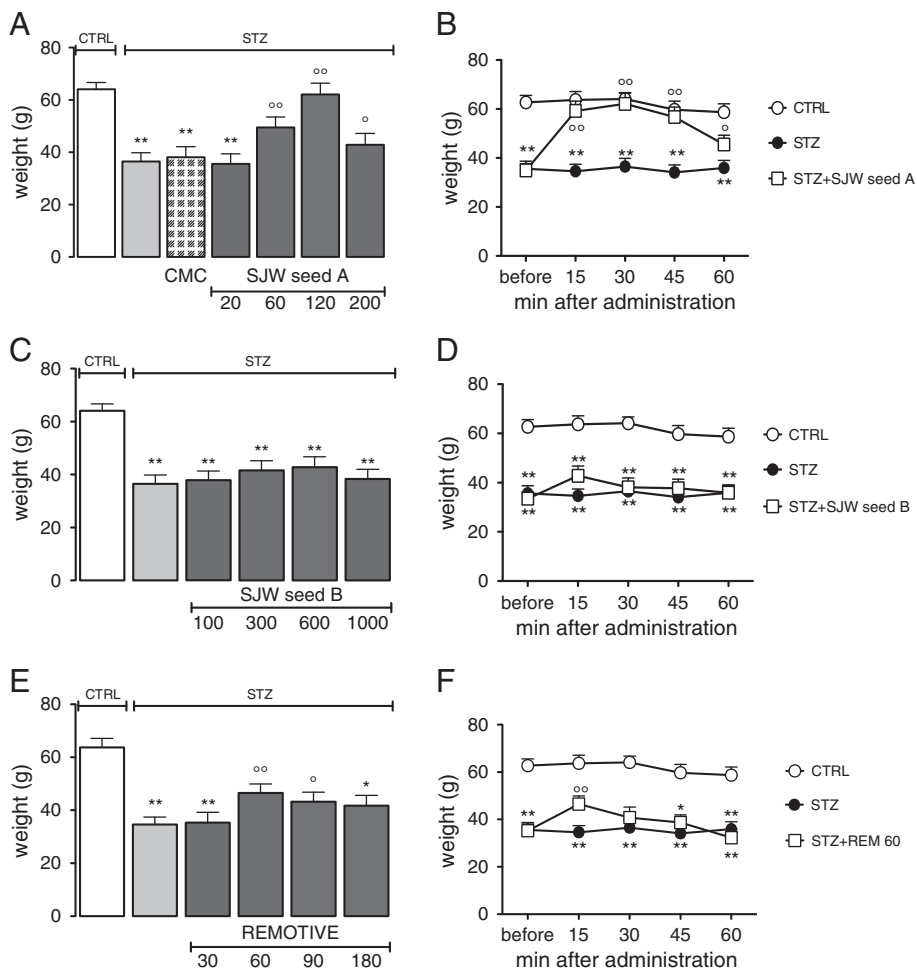 A
CTRL STZ
80
60
40
20
0
weight (g)
** ** ** °° °° °
CMC SJW seed A
20 60 120 200
B
80
60
40
20
0
weight (g)
°° °°
°° °
** ** ** ** **
before 15 30 45 60
min after administration
CTRL
STZ
STZ+SJW seed A
C
CTRL STZ
80
60
40
20
0
weight (g)
** ** ** ** **
SJW seed B
100 300 600 1000
D
80
60
40
20
0
weight (g)
** ** ** ** **
** ** ** ** **
before 15 30 45 60
min after administration
CTRL
STZ
STZ+SJW seed B
E
CTRL STZ
80
60
40
20
0
weight (g)
** ** °° ° *
REMOTIVE
30 60 90 180
F
80
60
40
20
0
weight (g)
** °° * **
** ** ** **
before 15 30 45 60
min after administration
CTRL
STZ
STZ+REM 60